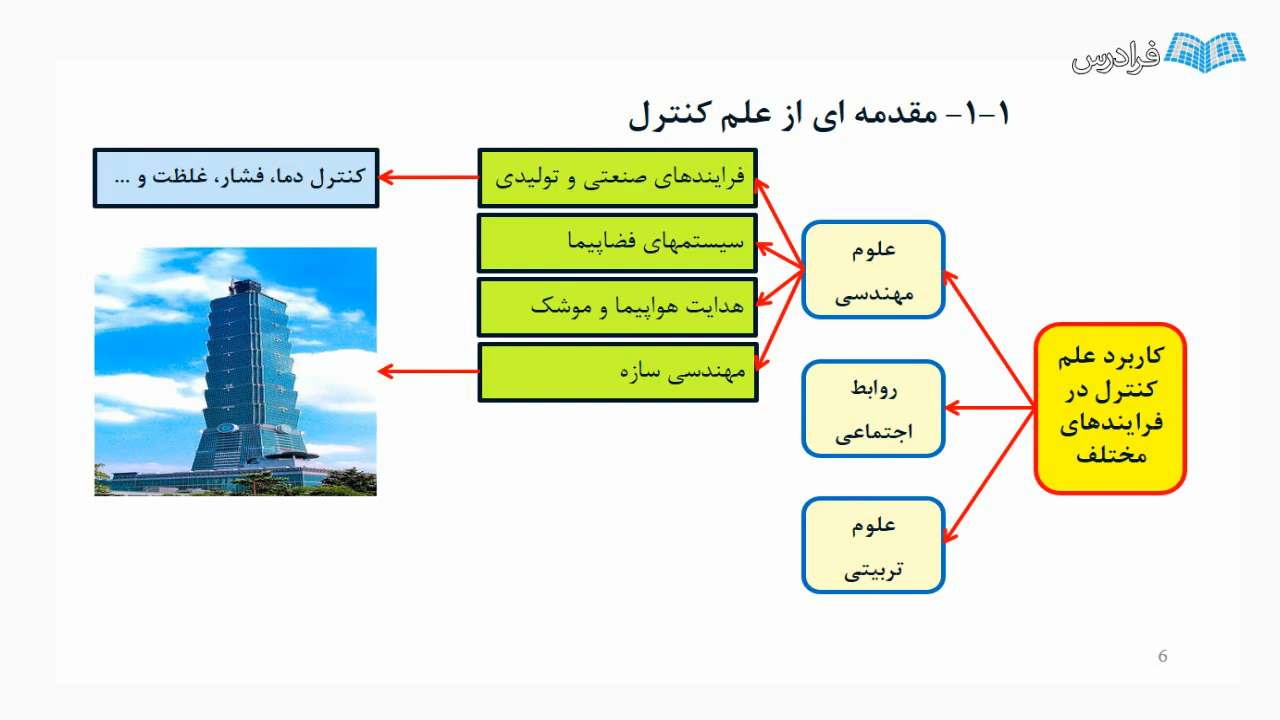 فرادرس
۱-۱- مقدمه ای از علم کنترل
کاربرد علم
کنترل در
فرایندهای
مختلف
علوم
مهندسی
روابط
اجتماعی
علوم
تربیتی
فرایندهای صنعتی و تولیدی
سیستمهای فضاپیما
هدایت هواپیما و موشک
مهندسی سازه
کنترل دما، فشار، غلظت و ...
6